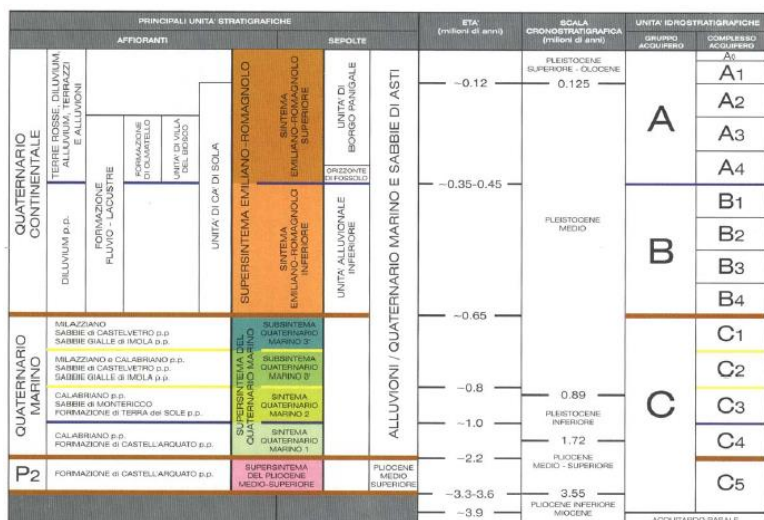 PRINCIPALI UNITA' STRATIGRAFICHE
AFFIORANTI
SEPOLTE
ETA'
(milioni di anni)
SCALA
CRONOSTRATIGRAFICA
(milioni di anni)
UNITA' IDROSTRATIGRAFICHE
GRUPPO
ACQUIFERO
COMPLESSO
ACQUIFERO
QUATERNARIO
CONTINENTALE
TERRE ROSSE, DILUVIUM,
ALLUVIUM, TERRAZZI
E ALLUVIONI
DILUVIUM p.p.
FORMAZIONE
FLUVIO - LACUSTRE
FORMAZIONE
DI OLMATELLO
UNITA' DI VILLA
DEL BOSCO
UNITA' DI CA' DI SOLA
SUPERSINTEMA EMILIANO-ROMAGNOLO
SINTEMA
EMILIANO-ROMAGNOLO
SUPERIORE
SINTEMA
EMILIANO-ROMAGNOLO
INFERIORE
UNITA' DI
BORGO PANIGALE
ORIZZONTE
DI FOSSOLO
UNITA' ALLUVIONALE
INFERIORE
ALLUVIONI / QUATERNARIO MARINO E SABBIE DI ASTI
QUATERNARIO
MARINO
MILAZZIANO
SABBIE di CASTELVETRO p.p
SABBIE GIALLE di IMOLA p.p.
MILAZZIANO e CALABRIANO p.p.
SABBIE di CASTELVETRO p.p.
SABBIE GIALLE di IMOLA p.p.
CALABRIANO p.p.
SABBIE di MONTERICCO
FORMAZIONE di TERRA del SOLE p.p.
CALABRIANO p.p.
FORMAZIONE di CASTELL'ARQUATO p.p.
SUPERSINTEMA DEL
QUATERNARIO MARINO
SUBSINTEMA
QUATERNARIO
MARINO 3'
SUBSINTEMA
QUATERNARIO
SINTEMA
QUATERNARIO
MARINO 2
SINTEMA
QUATERNARIO
MARINO 1
P2
FORMAZIONE di CASTELL'ARQUATO p.p.
SUPERSINTEMA
DEL PLIOCENE
MEDIO-SUPERIORE
PLIOCENE
MEDIO
SUPERIORE
-0.12
-0.35-0.45
-0.65
-0.8
-1.0
-2.2
-3.3-3.6
-3.9
PLEISTOCENE
SUPERIORE - OLOCENE
0.125
PLEISTOCENE
MEDIO
0.89
PLEISTOCENE
INFERIORE
1.72
PLIOCENE
MEDIO - SUPERIORE
3.55
PLIOCENE INFERIORE
MIOCENE
A
B
C
A0
A1
A2
A3
A4
B1
B2
B3
B4
C1
C2
C3
C4
C5
ACQUITARDO BASALE